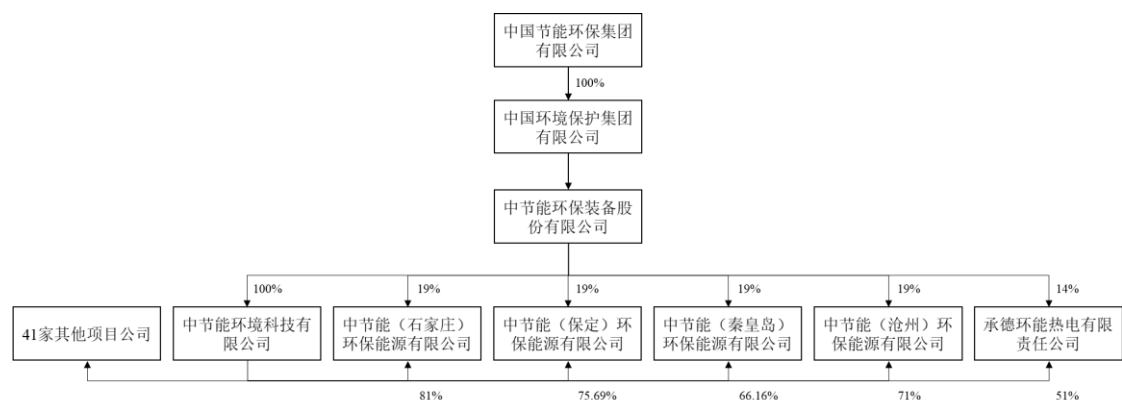 中国节能环保集团
有限公司
100%
中国环境保护集团
有限公司
中节能环保装备股
份有限公司
100%
19%
19%
19%
19%
14%
41家其他项目公司
中节能环境科技有
限公司
中节能（石家庄）
环保能源有限公司
中节能（保定）环
保能源有限公司
中节能（秦皇岛）
环保能源有限公司
中节能（沧州）环
保能源有限公司
承德环能热电有限
责任公司
81%
75.69%
66.16%
71%
51%